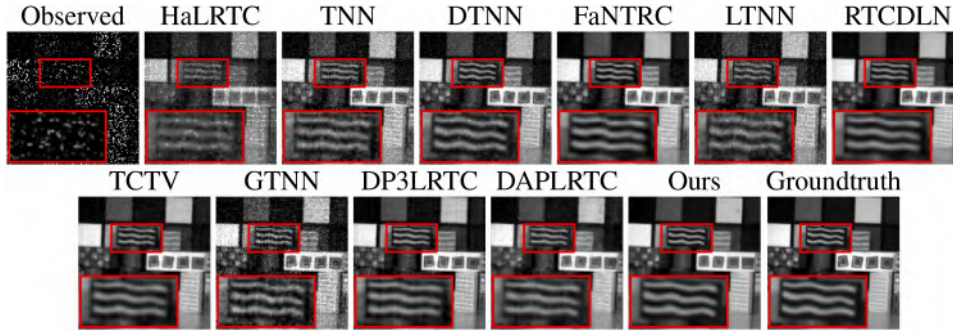 Observed HaLRTC TNN DTNN FaNTRC LTNN RTCDLN
TCTV GTNN DP3LRTC DAPLRTC Ours Groundtruth